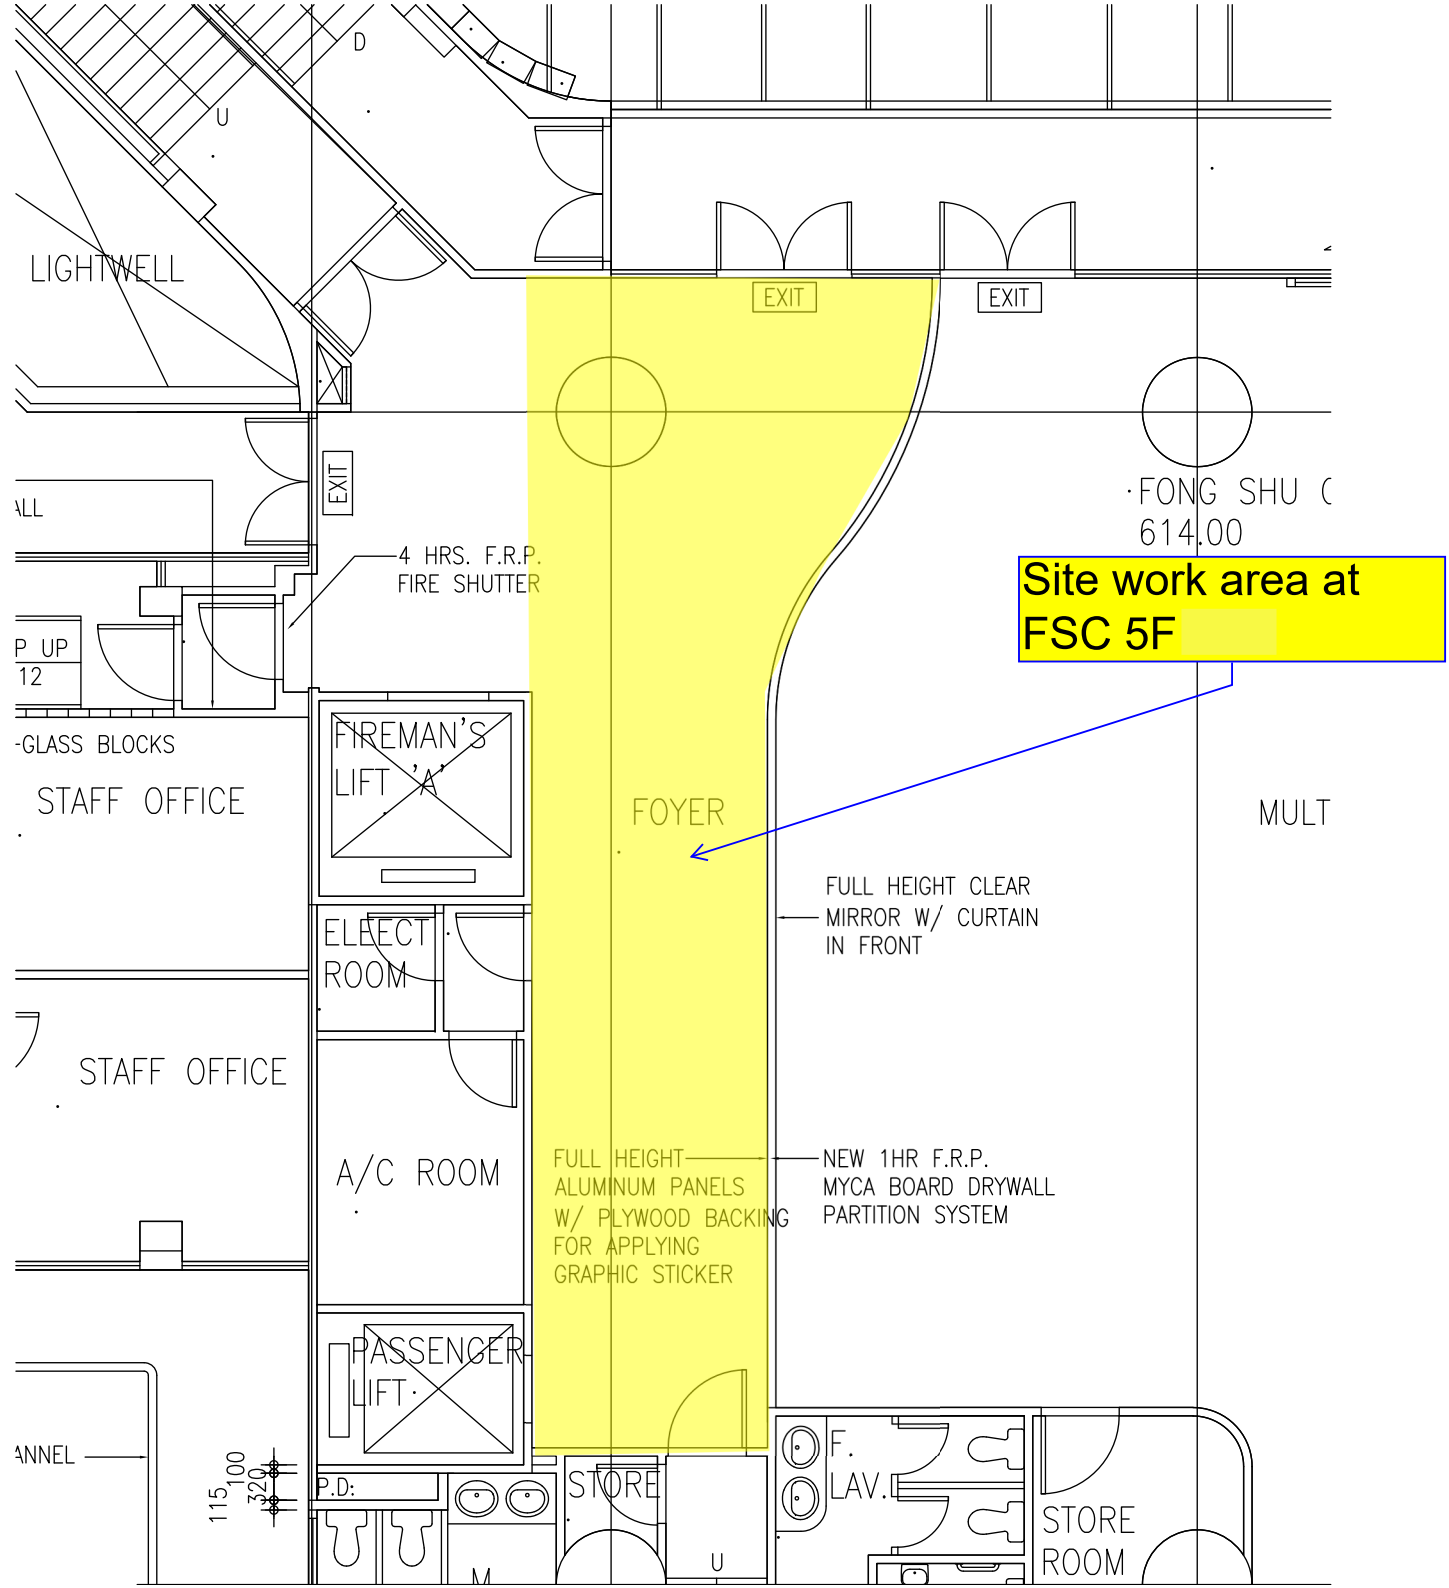 D
U
LIGHTWELL
EXIT
EXIT
EXIT
ALL
4 HRS. F.R.P.
FIRE SHUTTER
·FONG SHU C
614.00
Site work area at
FSC 5F
P UP
12
-GLASS BLOCKS
STAFF OFFICE
FIREMAN'S
LIFT 'A'
FOYER
MULT
FULL HEIGHT CLEAR
MIRROR W/ CURTAIN
IN FRONT
ELEECT
ROOM
STAFF OFFICE
A/C ROOM
FULL HEIGHT
ALUMINUM PANELS
W/ PLYWOOD BACKING
FOR APPLYING
GRAPHIC STICKER
NEW 1HR F.R.P.
MYCA BOARD DRYWALL
PARTITION SYSTEM
PASSENGER
LIFT
ANNEL
115
100
320
P.D:
STORE
F.
LAV.
STORE
ROOM
U
M